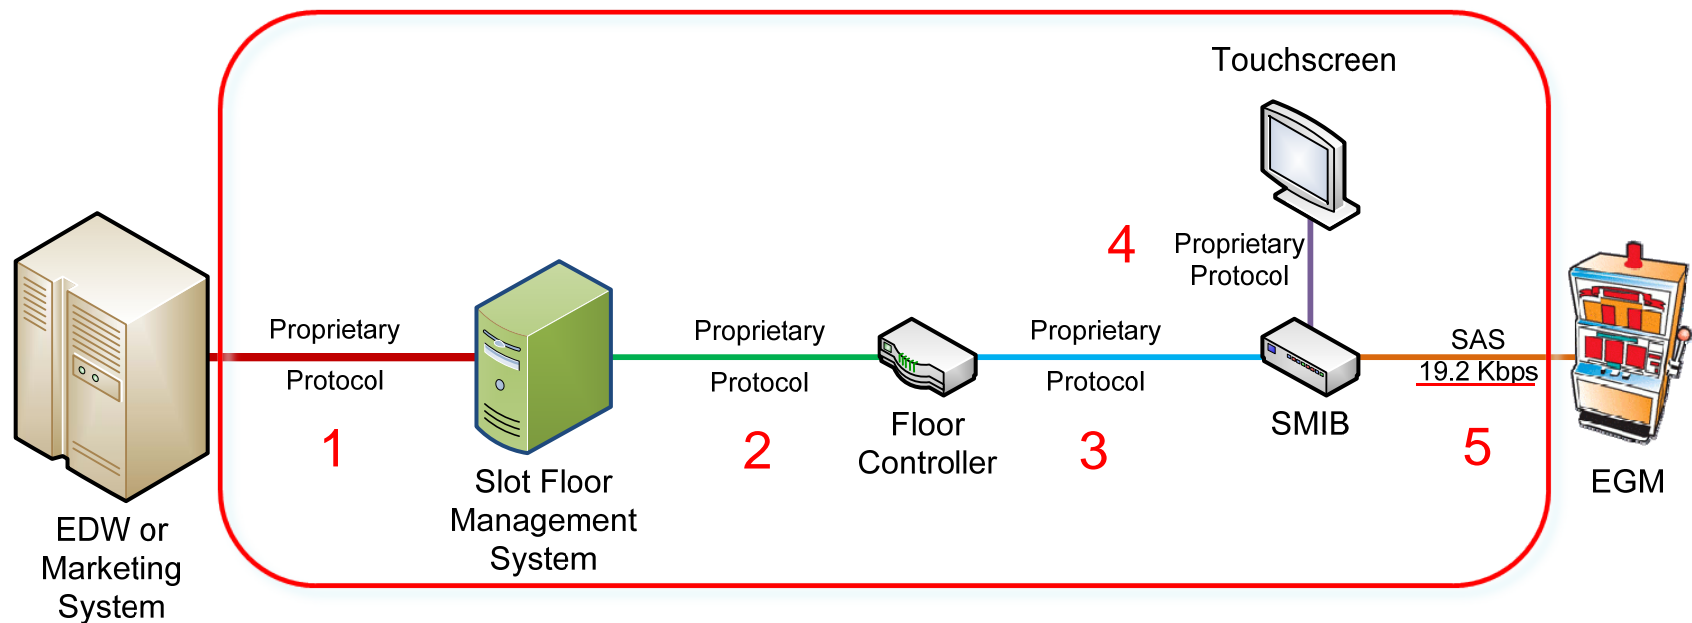 Touchscreen
4
Proprietary
Protocol
Proprietary
Protocol
1
Proprietary
Protocol
2
Proprietary
Protocol
3
SAS
19.2 Kbps
5
EDW or
Marketing
System
Slot Floor
Management
System
Floor
Controller
SMIB
EGM